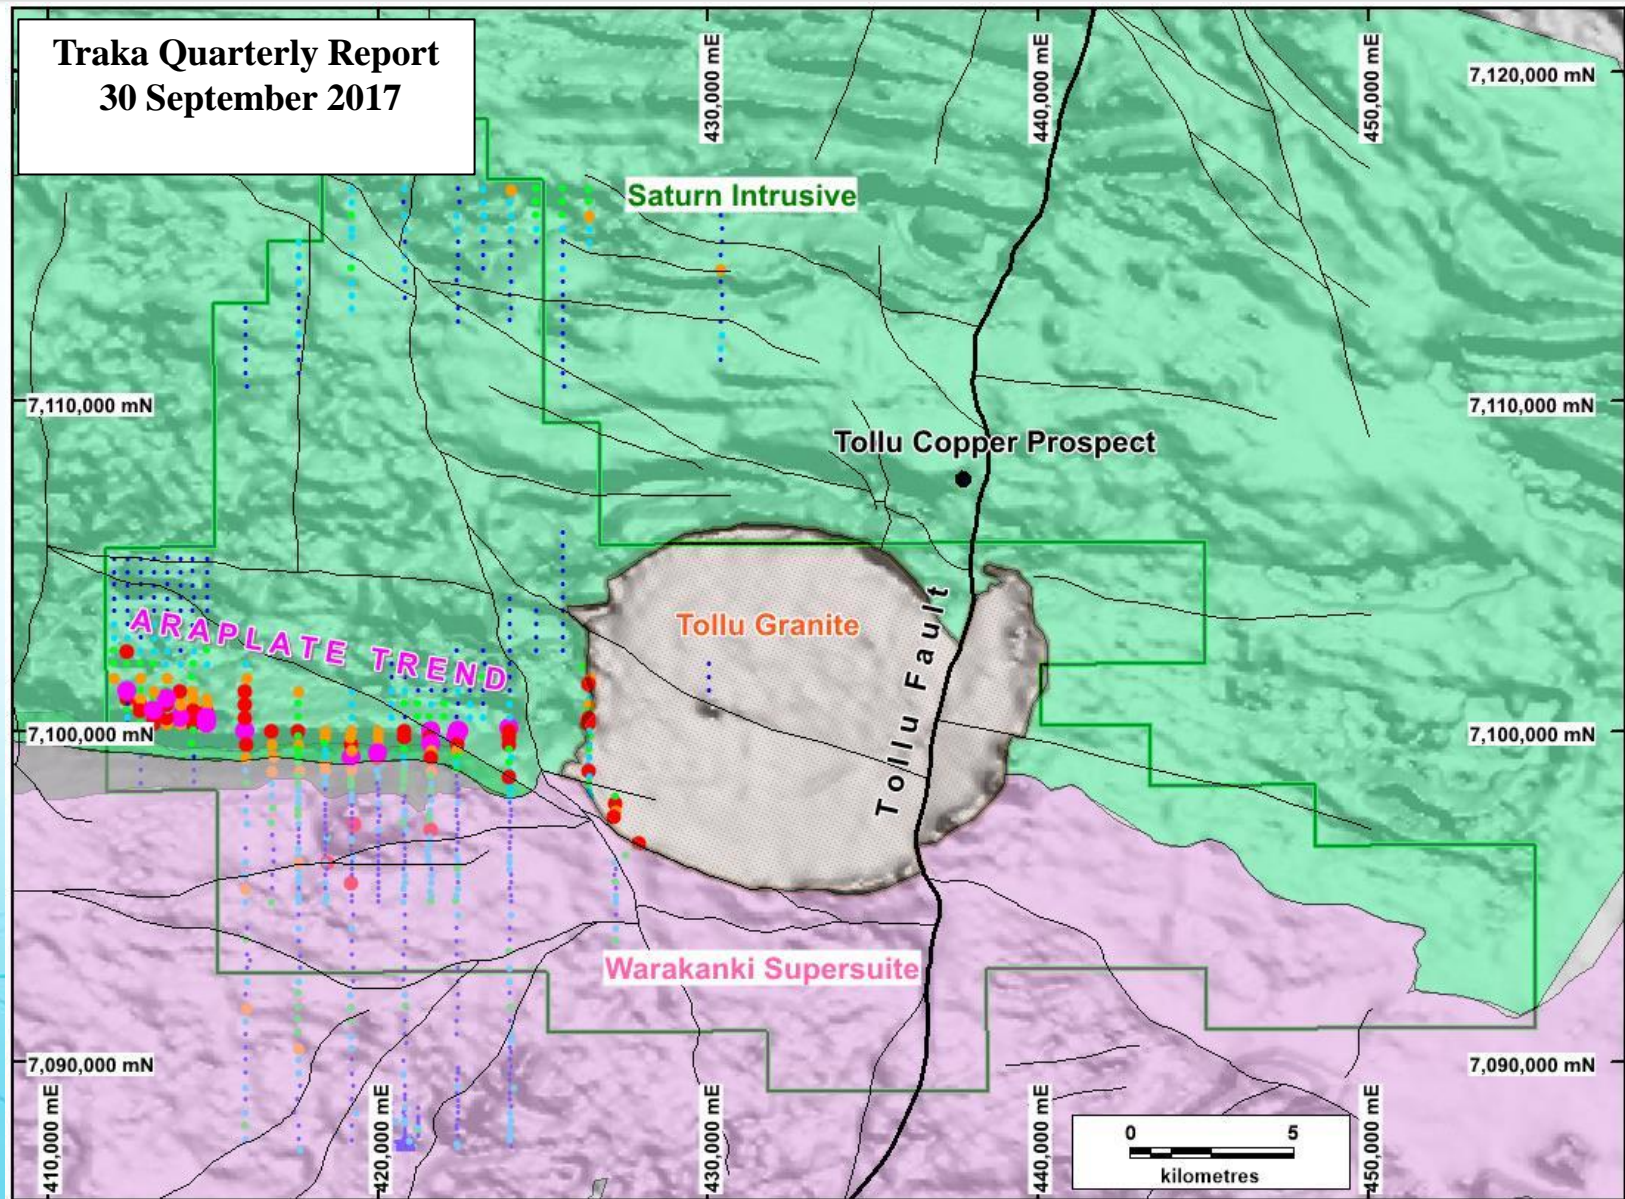 Traka Quarterly Report
30 September 2017
430,000 mE
440,000 mE
450,000 mE
7,120,000 mN
Saturn Intrusive
7,110,000 mN
7,110,000 mN
Tollu Copper Prospect
ARAPLATE TREND
Tollu Granite
Tollu Fault
7,100,000 mN
7,100,000 mN
Warakanki Supersuite
7,090,000 mN
7,090,000 mN
410,000 mE
420,000 mE
430,000 mE
440,000 mE
450,000 mE
0 5
kilometres